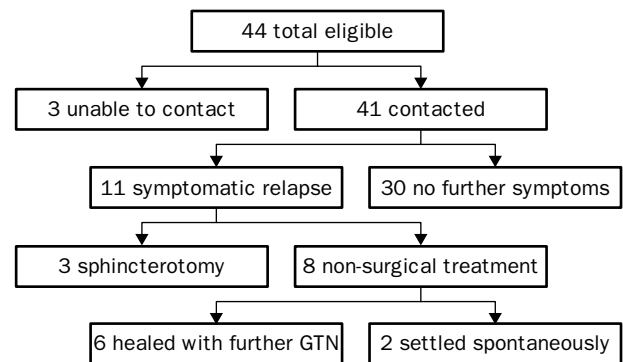 44 total eligible
3 unable to contact
41 contacted
11 symptomatic relapse
30 no further symptoms
3 sphincterotomy
8 non-surgical treatment
6 healed with further GTN
2 settled spontaneously